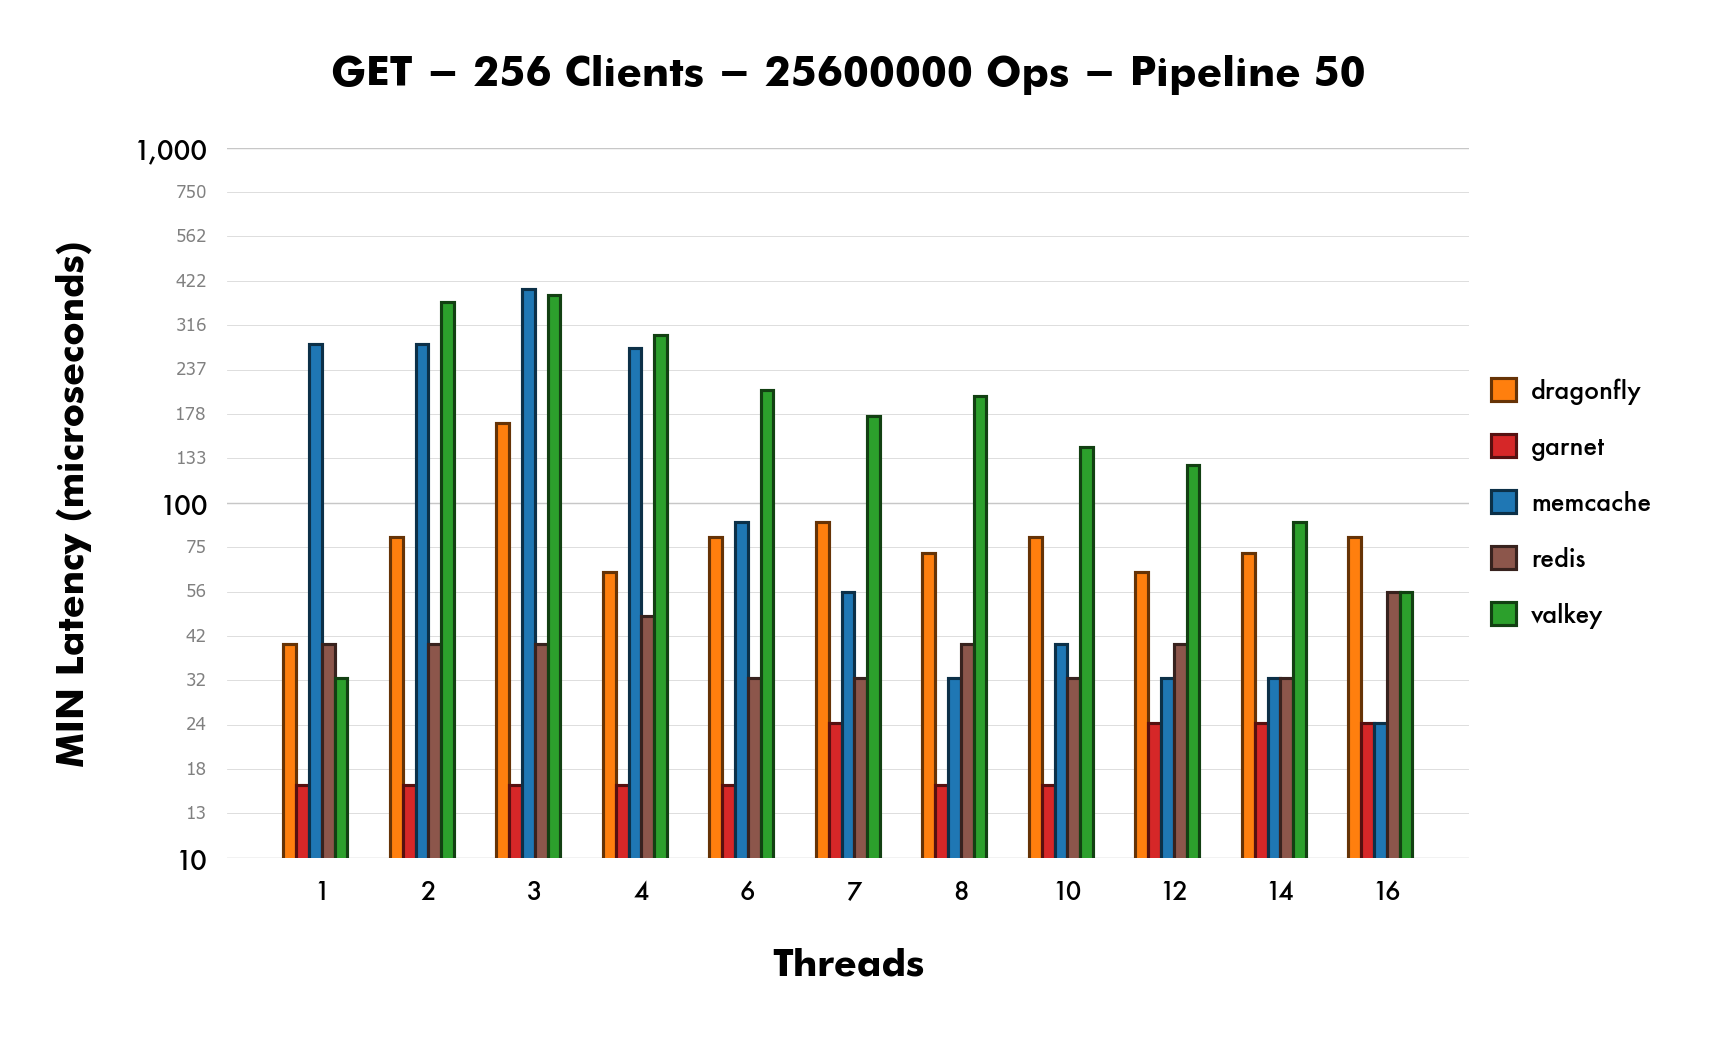 GET – 256 Clients – 25600000 Ops – Pipeline 50
MIN Latency (microseconds)
1,000
750
562
422
316
237
178
133
100
75
56
42
32
24
18
13
10
1 2 3 4 6 7 8 10 12 14 16
Threads
dragonfly
garnet
memcache
redis
valkey